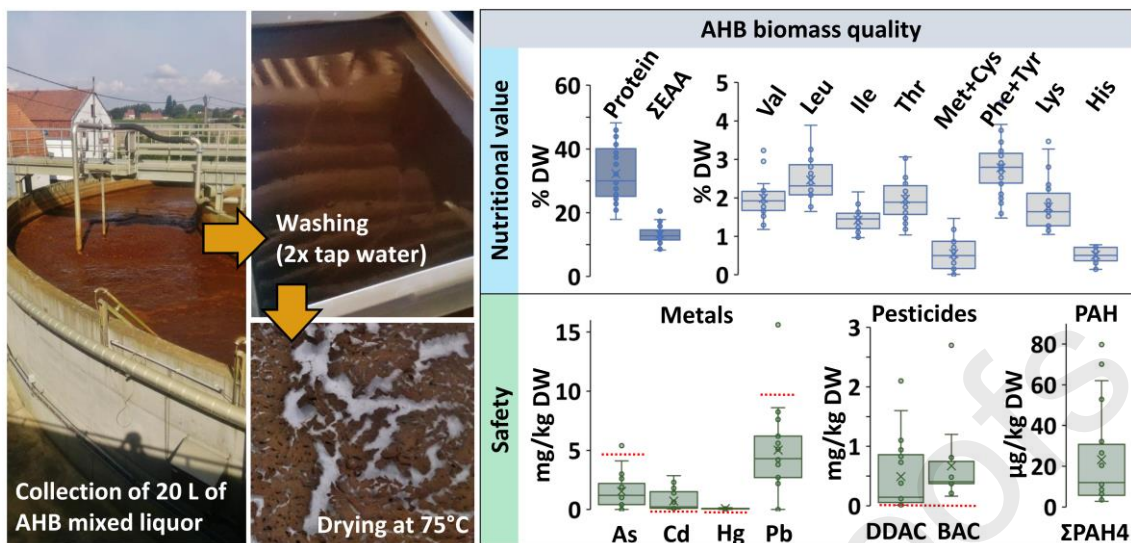 Collection of 20 L of
AHB mixed liquor
Washing
(2x tap water)
Drying at 75°C
AHB biomass quality
Nutritional value
% DW
60
40
20
0
Protein
ΣEAA
% DW
5
4
3
2
1
0
Val
Leu
Ile
Thr
Met+Cys
Phe+Tyr
Lys
His
Safety
Metals
mg/kg DW
15
10
5
0
As
Cd
Hg
Pb
Pesticides
mg/kg DW
3
2
1
0
DDAC
BAC
PAH
µg/kg DW
80
60
40
20
0
ΣPAH4